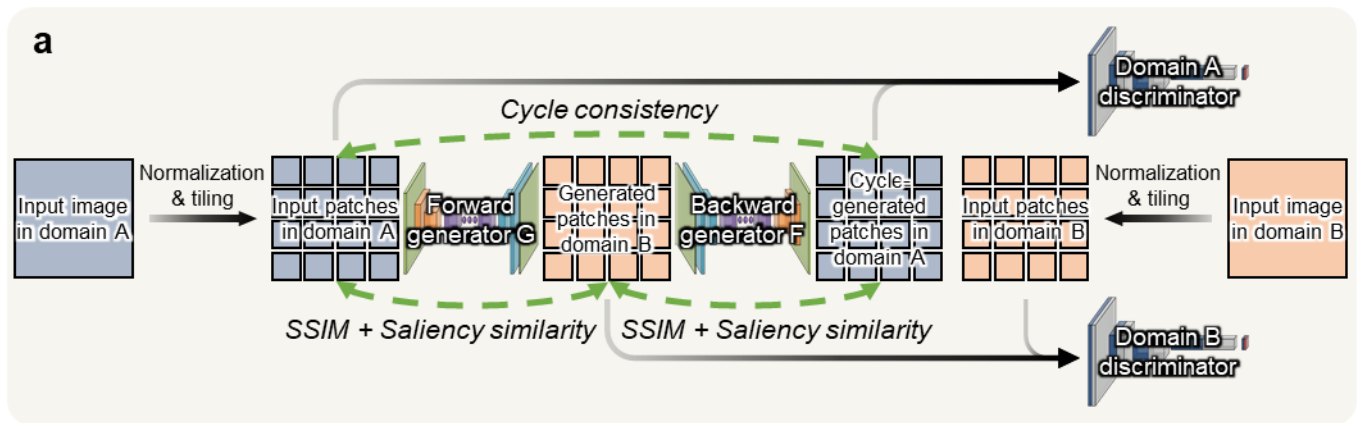 a
Domain A
discriminator
Cycle consistency
Normalization
& tiling
Input image
in domain A
Input patches
in domain A
Forward
generator G
Generated
patches in
domain B
Backward
generator F
Cycle-
generated
patches in
domain A
Input patches
in domain B
Normalization
& tiling
Input image
in domain B
SSIM + Saliency similarity
SSIM + Saliency similarity
Domain B
discriminator